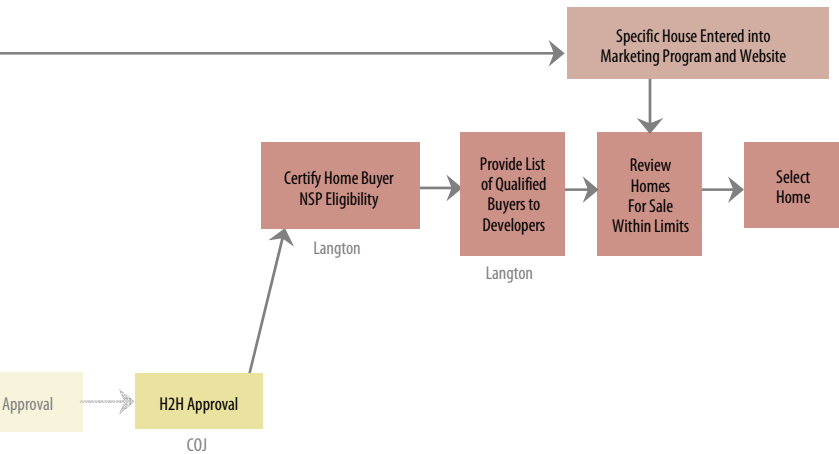 Specific House Entered into
Marketing Program and Website
Certify Home Buyer
NSP Eligibility
Langton
Provide List
of Qualified
Buyers to
Developers
Langton
Review
Homes
For Sale
Within Limits
Select
Home
Approval
H2H Approval
COJ